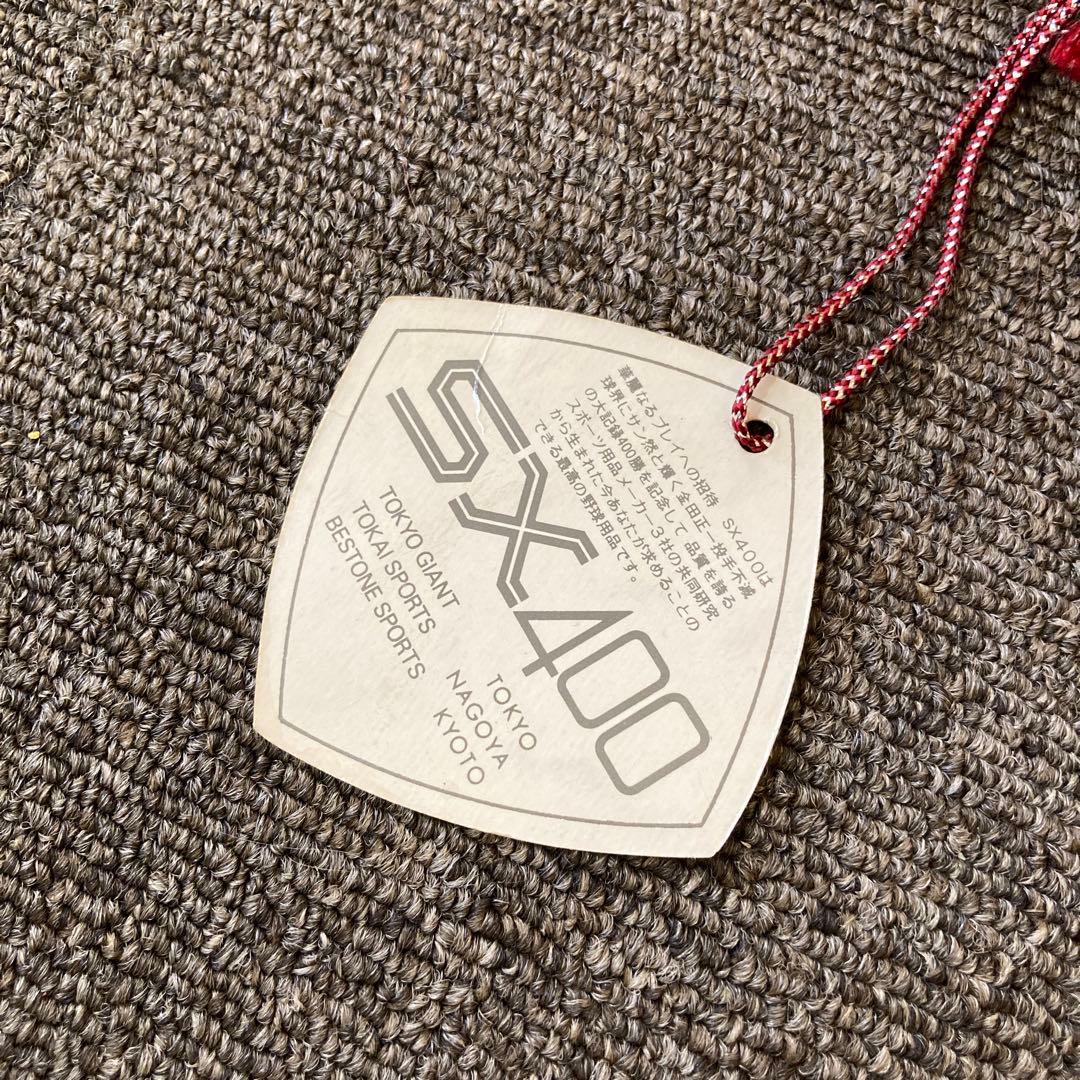 華麗なるプレイへの招待　SX400は
球界にサン然と輝く金田正一投手不滅
の大記録400勝を記念して 品質を誇る
スポーツ用品メーカー3社の共同研究
から生まれた今あなたが求めることの
できる最高の野球用品です。
SX400
TOKYO GIANT TOKYO
TOKAI SPORTS NAGOYA
BESTONE SPORTS KYOTO